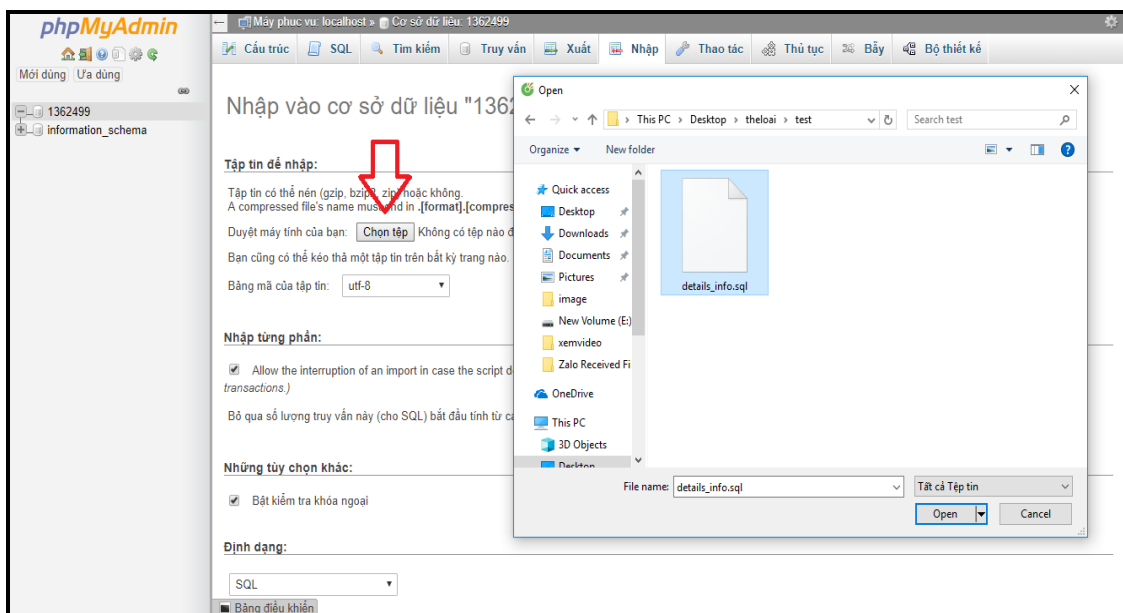 phpMyAdmin
Mới dùng Ưa dùng
1362499
information_schema
Máy phục vụ: localhost » Cơ sở dữ liệu: 1362499
Cấu trúc SQL Tìm kiếm Truy vấn Xuất Nhập Thao tác Thủ tục Bẫy Bộ thiết kế
Nhập vào cơ sở dữ liệu "1362
Tập tin để nhập:
Tập tin có thể nén (gzip, bzip2, zip) hoặc không.
A compressed file's name must end in .[format].[compres
Duyệt máy tính của bạn: Chọn tệp Không có tệp nào đ
Bạn cũng có thể kéo thả một tập tin trên bất kỳ trang nào.
Bảng mã của tập tin: utf-8
Nhập từng phần:
Allow the interruption of an import in case the script d
transactions.)
Bỏ qua số lượng truy vấn này (cho SQL) bắt đầu tính từ c
Những tùy chọn khác:
Bật kiểm tra khóa ngoại
Định dạng:
SQL
Bảng điều khiển
Open
This PC > Desktop > theloai > test
Search test
Organize New folder
Quick access
Desktop
Downloads
Documents
Pictures
image
New Volume (E:)
xemvideo
Zalo Received Fi
OneDrive
This PC
3D Objects
Desktop
details_info.sql
File name: details_info.sql Tất cả Tệp tin
Open Cancel